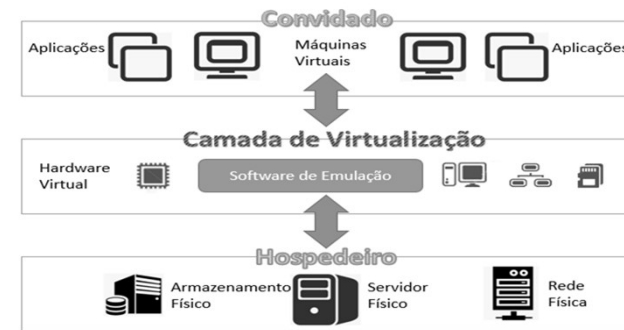 Convidado
Aplicações
Máquinas
Virtuais
Aplicações
Camada de Virtualização
Hardware
Virtual
Software de Emulação
Hospedeiro
Armazenamento
Físico
Servidor
Físico
Rede
Física